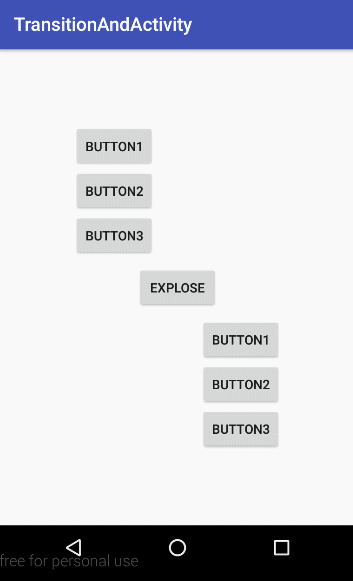 TransitionAndActivity
BUTTON1
BUTTON2
BUTTON3
EXPLOSE
BUTTON1
BUTTON2
BUTTON3
free for personal use